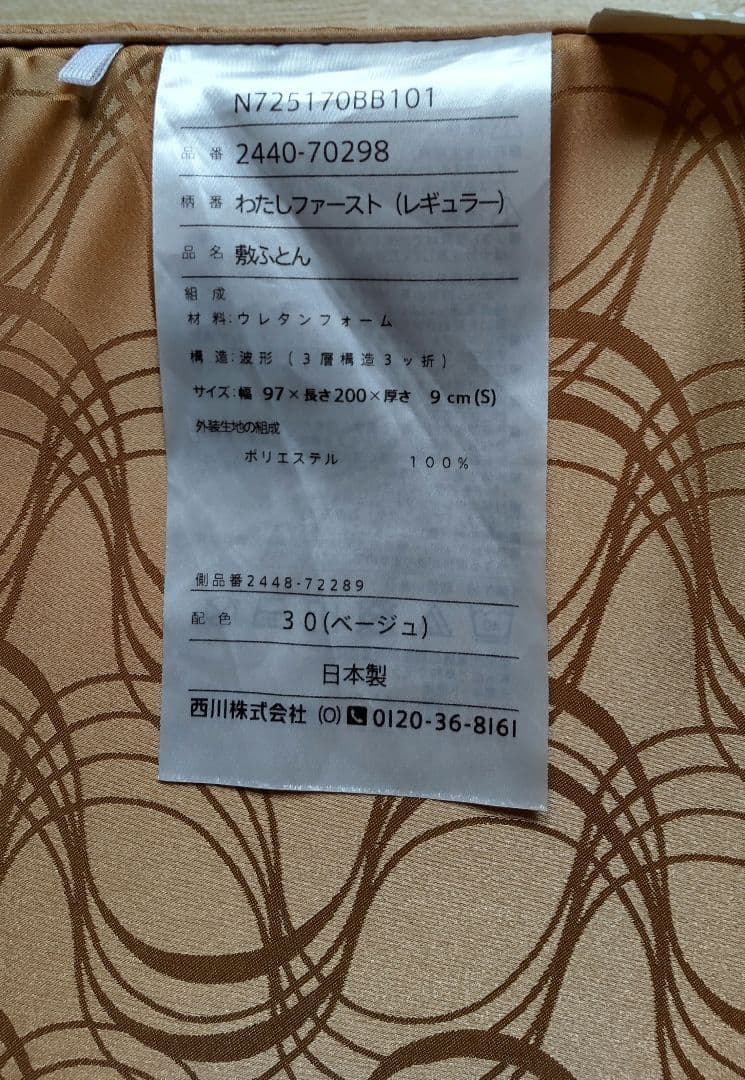 N725170BB101
品番 2440-70298
柄番 わたしファースト（レギュラー）
品名 敷ふとん
組成
材料：ウレタンフォーム
構造：波形（３層構造３ッ折）
サイズ：幅 97×長さ200×厚さ 9cm(S)
外装生地の組成
ポリエステル １００％
側品番2448-72289
配色 30(ベージュ)
日本製
西川株式会社 (O) 0120-36-8161